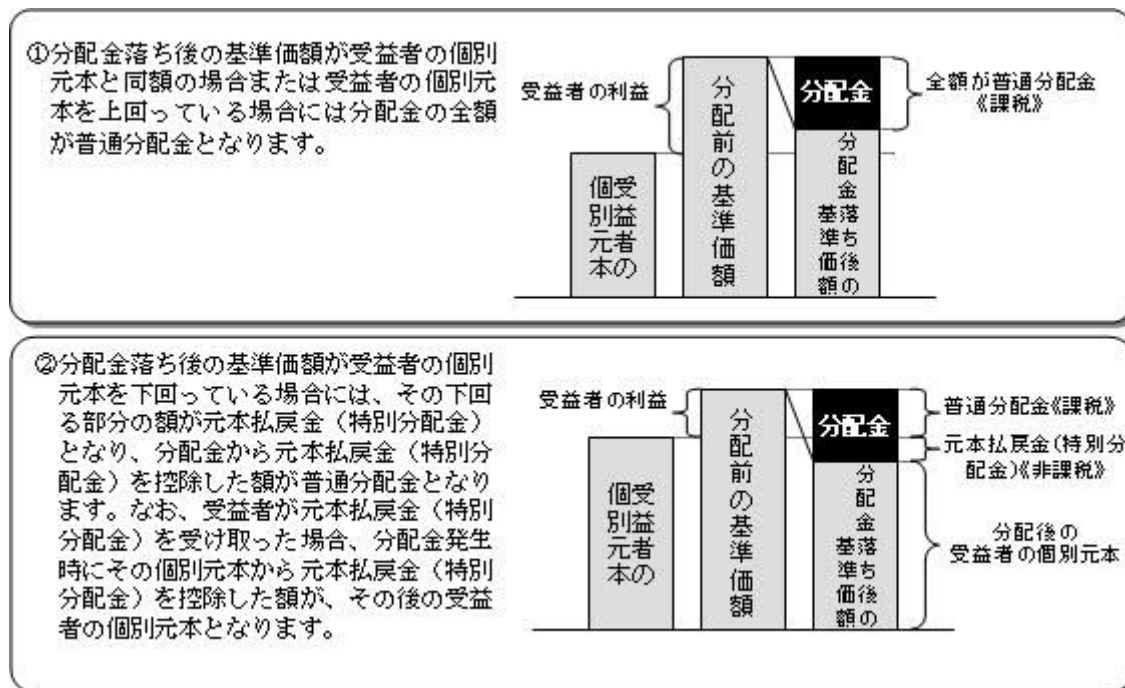 ①分配金落ち後の基準価額が受益者の個別
元本と同額の場合または受益者の個別元
本を上回っている場合には分配金の全額
が普通分配金となります。
受益者の利益
受益者の
個別元本
分配前の基準価額
分配金
分配金落ち後の
基準価額
全額が普通分配金
《課税》
②分配金落ち後の基準価額が受益者の個別
元本を下回っている場合には、その下回
る部分の額が元本払戻金（特別分配金）
となり、分配金から元本払戻金（特別分
配金）を控除した額が普通分配金となり
ます。なお、受益者が元本払戻金（特別
分配金）を受け取った場合、分配金発生
時にその個別元本から元本払戻金（特別
分配金）を控除した額が、その後の受益
者の個別元本となります。
受益者の利益
受益者の
個別元本
分配前の基準価額
分配金
分配金落ち後の
基準価額
普通分配金《課税》
元本払戻金（特別分
配金）《非課税》
分配後の
受益者の個別元本